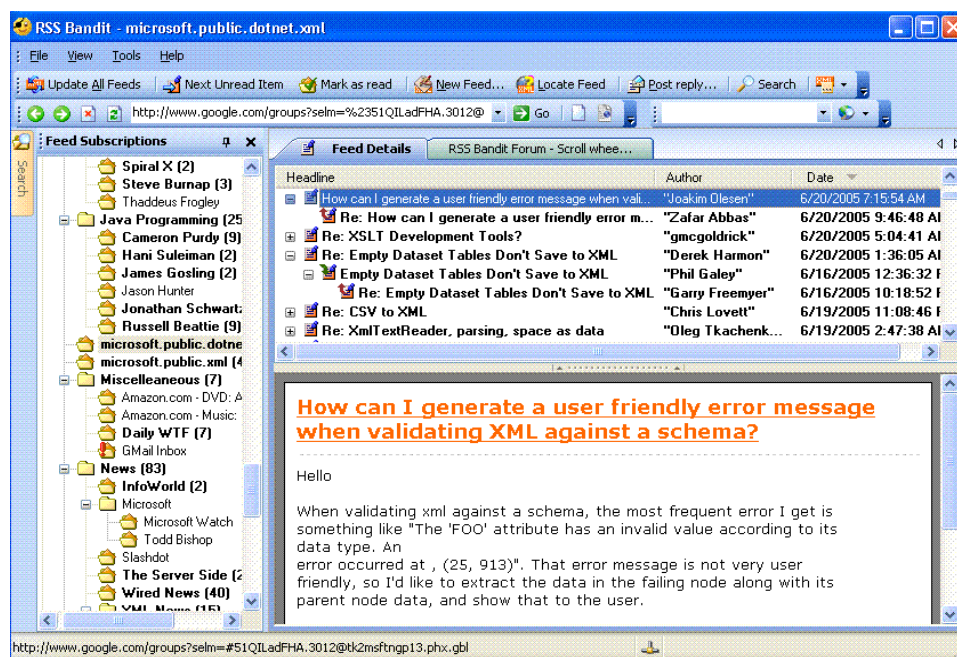 RSS Bandit - microsoft.public.dotnet.xml
File View Tools Help
Update All Feeds Next Unread Item Mark as read New Feed... Locate Feed Post reply... Search
http://www.google.com/groups?selm=%2351QILadFHA.3012@ Go
Search
Feed Subscriptions
Spiral X (2)
Steve Burnap (3)
Thaddeus Frogley
Java Programming (25
Cameron Purdy (9)
Hani Suleiman (2)
James Gosling (2)
Jason Hunter
Jonathan Schwartz
Russell Beattie (9)
microsoft.public.dotne
microsoft.public.xml (4
Miscelleaneous (7)
Amazon.com - DVD: A
Amazon.com - Music:
Daily WTF (7)
GMail Inbox
News (83)
InfoWorld (2)
Microsoft
Microsoft Watch
Todd Bishop
Slashdot
The Server Side (2
Wired News (40)
XML News (15)
Feed Details RSS Bandit Forum - Scroll whee...
Headline Author Date
How can I generate a user friendly error message when vali... "Joakim Olesen" 6/20/2005 7:15:54 AM
Re: How can I generate a user friendly error m... "Zafar Abbas" 6/20/2005 9:46:48 AM
Re: XSLT Development Tools? "gmcgoldrick" 6/20/2005 5:04:41 AM
Re: Empty Dataset Tables Don't Save to XML "Derek Harmon" 6/20/2005 1:36:05 AM
Empty Dataset Tables Don't Save to XML "Phil Galey" 6/16/2005 12:36:32 P
Re: Empty Dataset Tables Don't Save to XML "Garry Freemyer" 6/16/2005 10:18:52 P
Re: CSV to XML "Chris Lovett" 6/19/2005 11:08:46 P
Re: XmlTextReader, parsing, space as data "Oleg Tkachenk... 6/19/2005 2:47:38 AM
How can I generate a user friendly error message
when validating XML against a schema?
Hello
When validating xml against a schema, the most frequent error I get is
something like "The 'FOO' attribute has an invalid value according to its
data type. An
error occurred at , (25, 913)". That error message is not very user
friendly, so I'd like to extract the data in the failing node along with its
parent node data, and show that to the user.
http://www.google.com/groups?selm=#51QILadFHA.3012@tk2msftngp13.phx.gbl